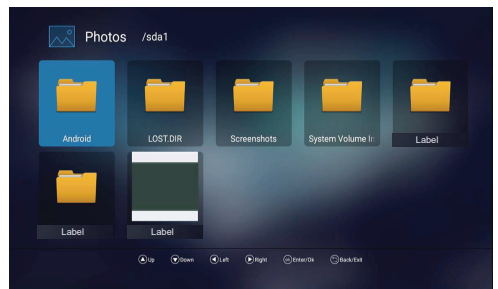 Photos /sda1
Android
LOST.DIR
Screenshots
System Volume In
Label
Label
Label
Up Down Left Right OK Enter/Ok Back/Exit